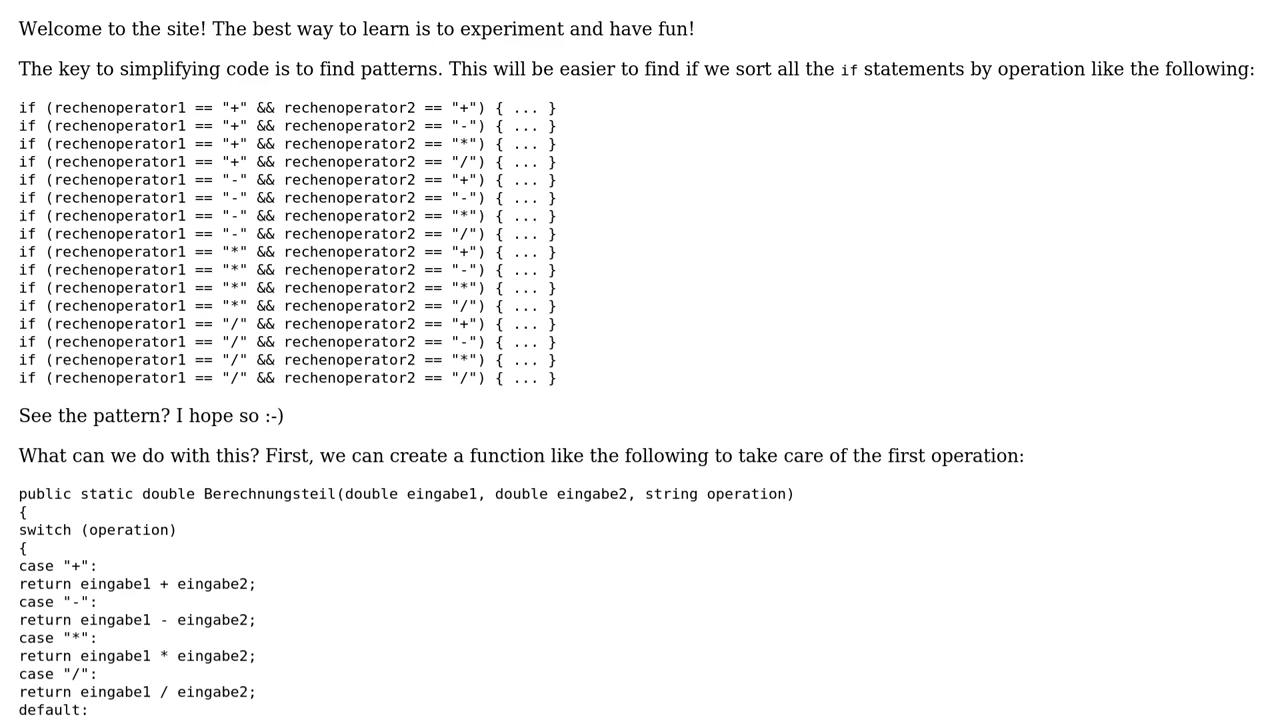 Welcome to the site! The best way to learn is to experiment and have fun!
The key to simplifying code is to find patterns. This will be easier to find if we sort all the if statements by operation like the following:
if (rechenoperator1 == "+" && rechenoperator2 == "+") { ... }
if (rechenoperator1 == "+" && rechenoperator2 == "-") { ... }
if (rechenoperator1 == "+" && rechenoperator2 == "*") { ... }
if (rechenoperator1 == "+" && rechenoperator2 == "/") { ... }
if (rechenoperator1 == "-" && rechenoperator2 == "+") { ... }
if (rechenoperator1 == "-" && rechenoperator2 == "-") { ... }
if (rechenoperator1 == "-" && rechenoperator2 == "*") { ... }
if (rechenoperator1 == "-" && rechenoperator2 == "/") { ... }
if (rechenoperator1 == "*" && rechenoperator2 == "+") { ... }
if (rechenoperator1 == "*" && rechenoperator2 == "-") { ... }
if (rechenoperator1 == "*" && rechenoperator2 == "*") { ... }
if (rechenoperator1 == "*" && rechenoperator2 == "/") { ... }
if (rechenoperator1 == "/" && rechenoperator2 == "+") { ... }
if (rechenoperator1 == "/" && rechenoperator2 == "-") { ... }
if (rechenoperator1 == "/" && rechenoperator2 == "*") { ... }
if (rechenoperator1 == "/" && rechenoperator2 == "/") { ... }
See the pattern? I hope so :-)
What can we do with this? First, we can create a function like the following to take care of the first operation:
public static double Berechnungsteil(double eingabe1, double eingabe2, string operation)
{
switch (operation)
{
case "+":
return eingabe1 + eingabe2;
case "-":
return eingabe1 - eingabe2;
case "*":
return eingabe1 * eingabe2;
case "/":
return eingabe1 / eingabe2;
default: